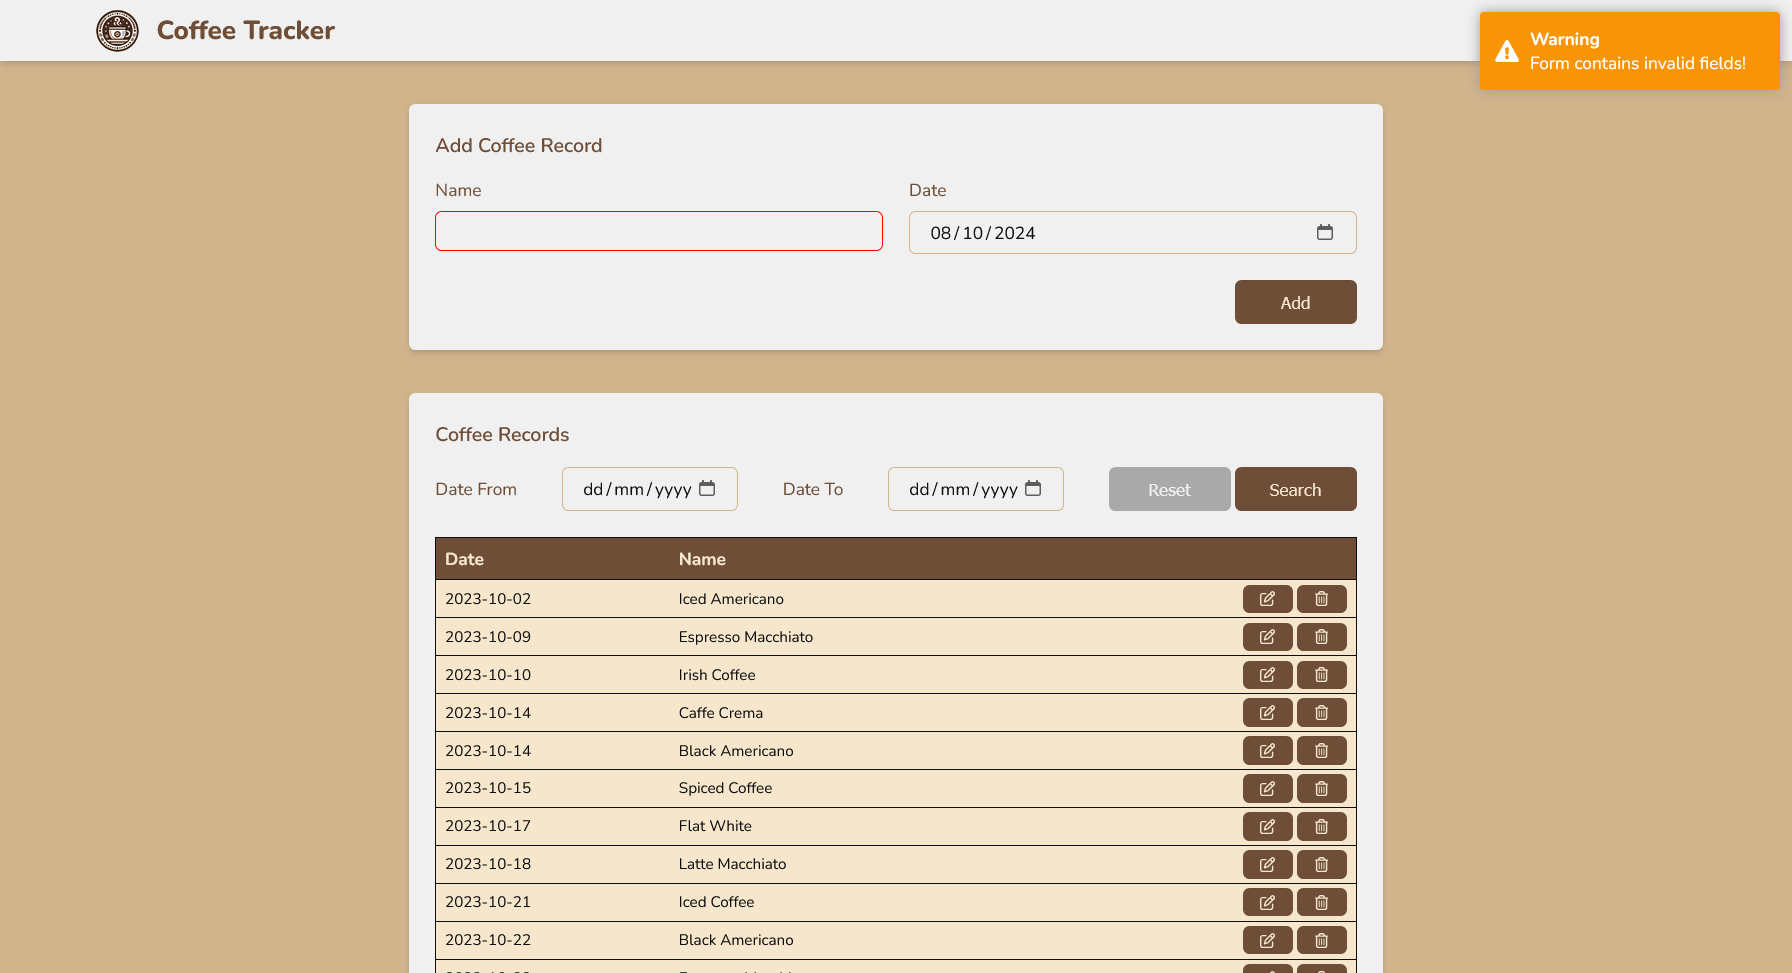 Coffee Tracker
Warning
Form contains invalid fields!
Add Coffee Record
Name Date
08/10/2024
Add
Coffee Records
Date From dd/mm/yyyy Date To dd/mm/yyyy Reset Search
Date Name
2023-10-02 Iced Americano
2023-10-09 Espresso Macchiato
2023-10-10 Irish Coffee
2023-10-14 Caffe Crema
2023-10-14 Black Americano
2023-10-15 Spiced Coffee
2023-10-17 Flat White
2023-10-18 Latte Macchiato
2023-10-21 Iced Coffee
2023-10-22 Black Americano